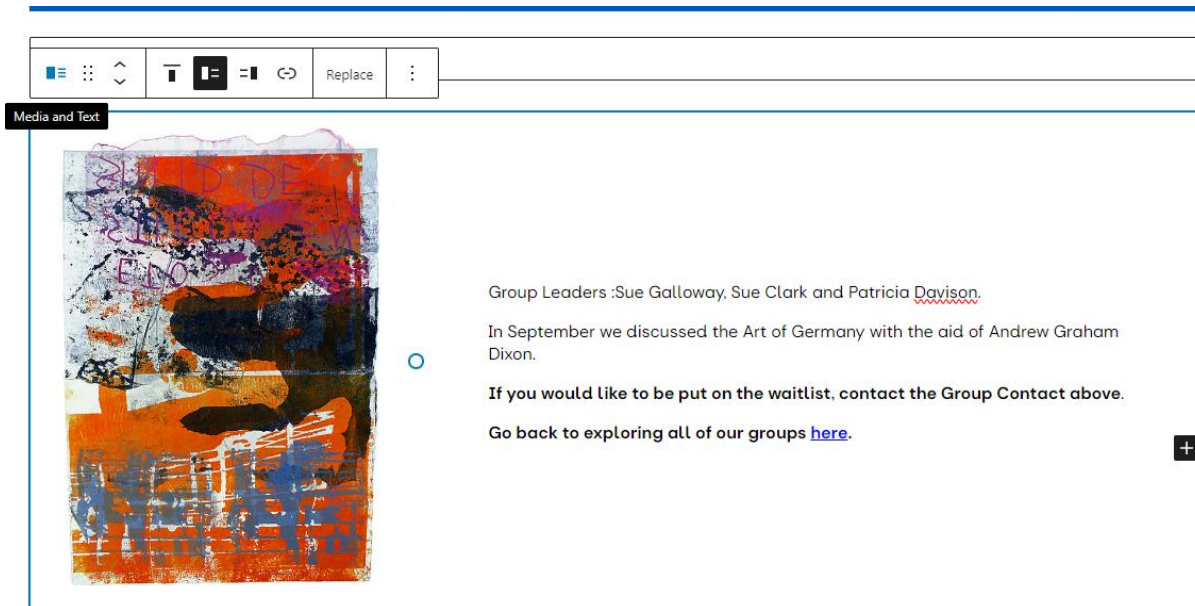 Replace
Media and Text
Group Leaders :Sue Galloway, Sue Clark and Patricia Davison.
In September we discussed the Art of Germany with the aid of Andrew Graham
Dixon.
If you would like to be put on the waitlist, contact the Group Contact above.
Go back to exploring all of our groups here.